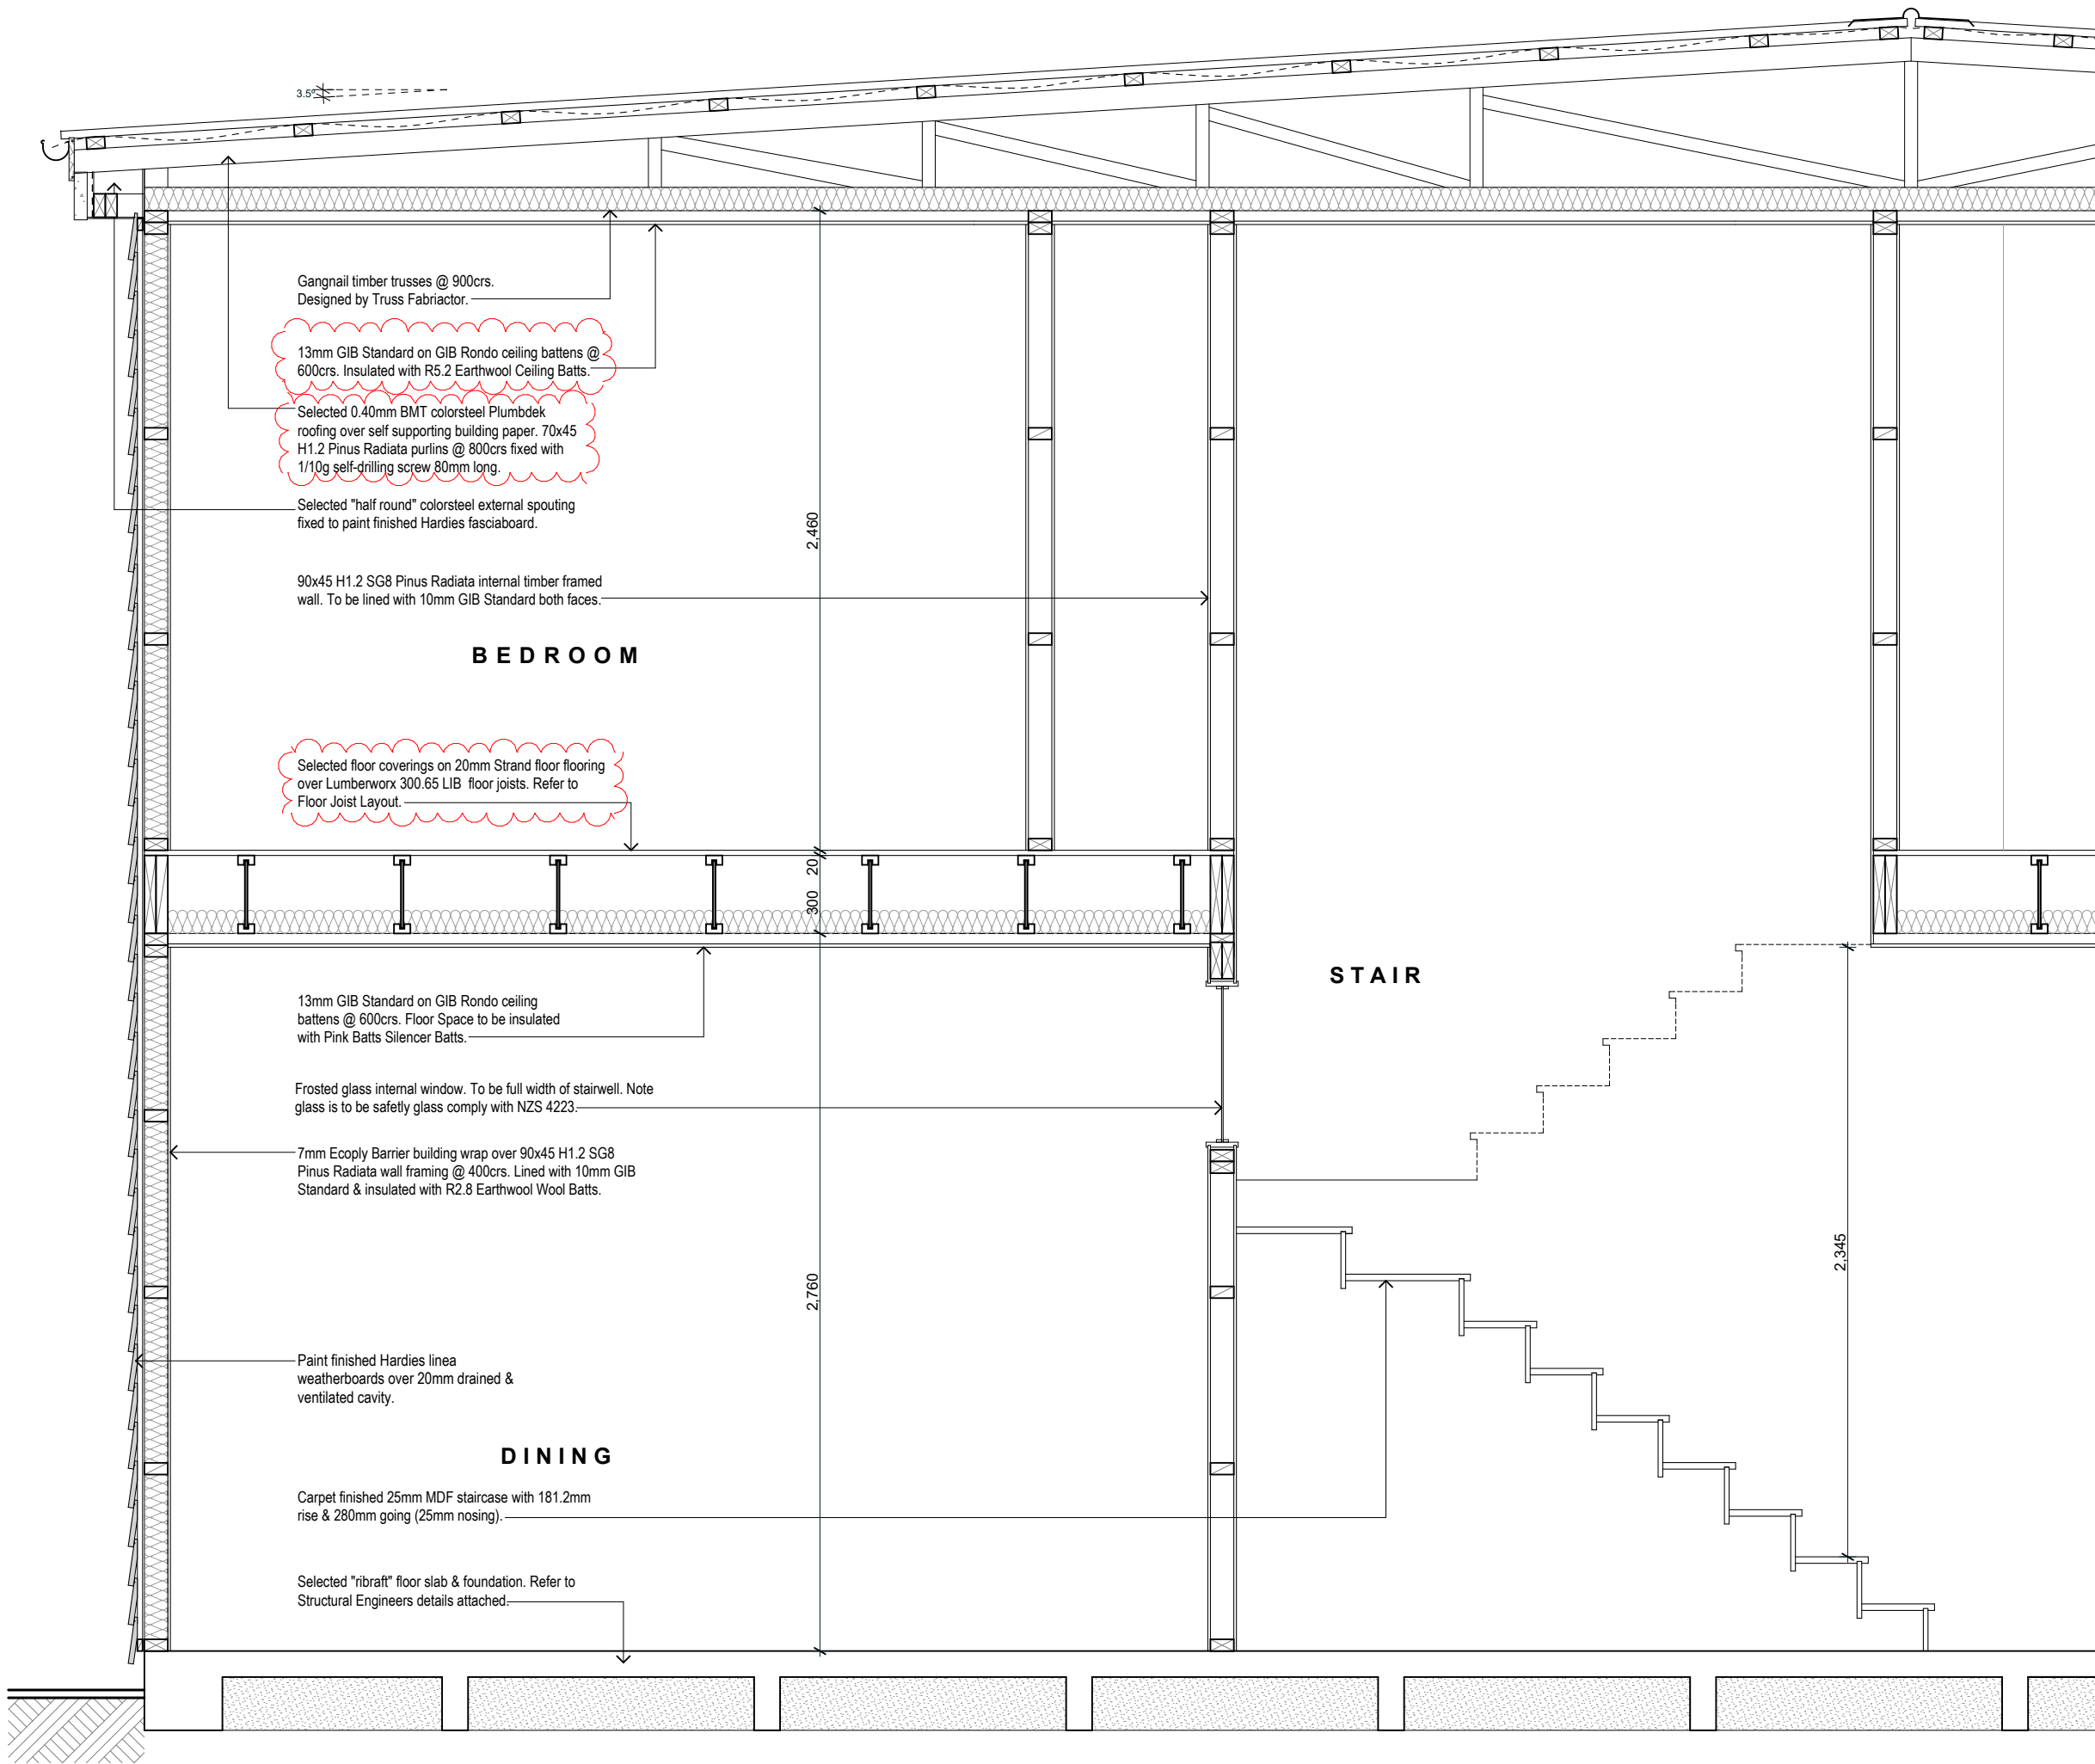 3.5°
Gangnail timber trusses @ 900crs.
Designed by Truss Fabriactor.
13mm GIB Standard on GIB Rondo ceiling battens @
600crs. Insulated with R5.2 Earthwool Ceiling Batts.
Selected 0.40mm BMT colorsteel Plumbdek
roofing over self supporting building paper. 70x45
H1.2 Pinus Radiata purlins @ 800crs fixed with
1/10g self-drilling screw 80mm long.
Selected "half round" colorsteel external spouting
fixed to paint finished Hardies fasciaboard.
2,460
90x45 H1.2 SG8 Pinus Radiata internal timber framed
wall. To be lined with 10mm GIB Standard both faces.
BEDROOM
Selected floor coverings on 20mm Strand floor flooring
over Lumberworx 300.65 LIB floor joists. Refer to
Floor Joist Layout.
20
300
STAIR
13mm GIB Standard on GIB Rondo ceiling
battens @ 600crs. Floor Space to be insulated
with Pink Batts Silencer Batts.
Frosted glass internal window. To be full width of stairwell. Note
glass is to be safetly glass comply with NZS 4223.
7mm Ecoply Barrier building wrap over 90x45 H1.2 SG8
Pinus Radiata wall framing @ 400crs. Lined with 10mm GIB
Standard & insulated with R2.8 Earthwool Wool Batts.
2,345
2,760
Paint finished Hardies linea
weatherboards over 20mm drained &
ventilated cavity.
DINING
Carpet finished 25mm MDF staircase with 181.2mm
rise & 280mm going (25mm nosing).
Selected "ribraft" floor slab & foundation. Refer to
Structural Engineers details attached.